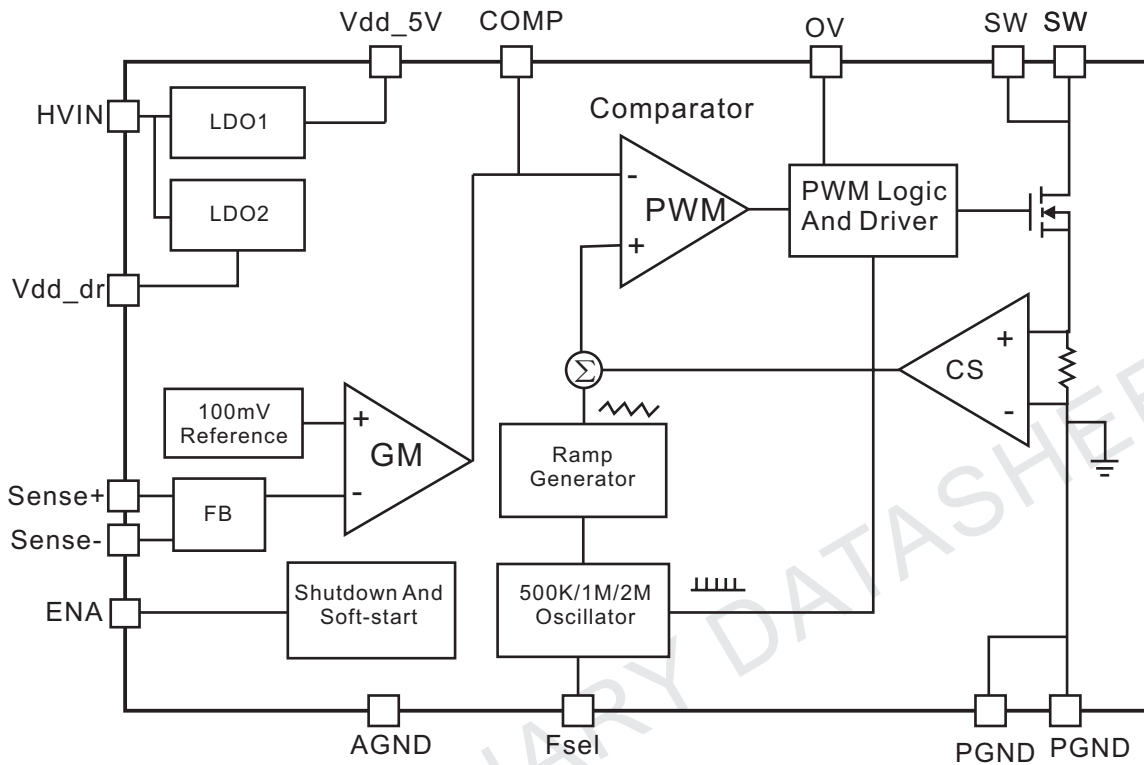 Vdd_5V
COMP
OV
SW
SW
HVIN
LDO1
Comparator
LDO2
-
PWM
+
PWM Logic
And Driver
Vdd_dr
+
CS
-
Σ
100mV
Reference
+
GM
-
Ramp
Generator
Sense+
FB
Sense-
ENA
Shutdown And
Soft-start
500K/1M/2M
Oscillator
AGND
Fsel
PGND
PGND
DATASHEE